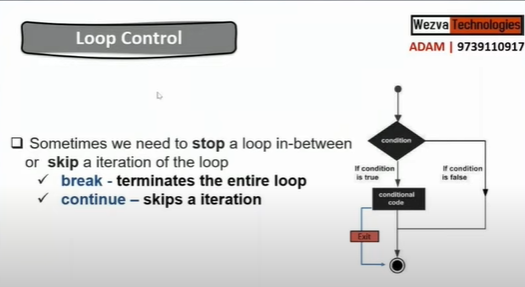 Loop Control
Wezva Technologies
ADAM | 9739110917
❑ Sometimes we need to stop a loop in-between
or skip a iteration of the loop
✓ break - terminates the entire loop
✓ continue – skips a iteration
condition
If condition
is true
If condition
is false
conditional
code
Exit